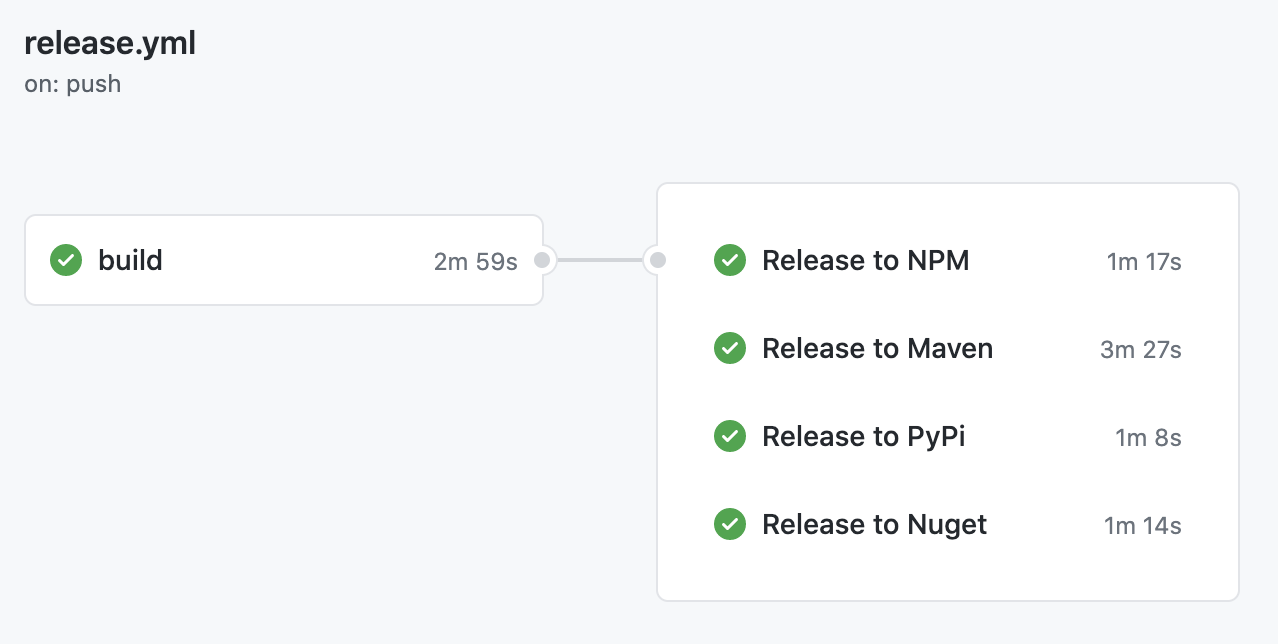 release.yml
on: push
build 2m 59s
Release to NPM 1m 17s
Release to Maven 3m 27s
Release to PyPi 1m 8s
Release to Nuget 1m 14s